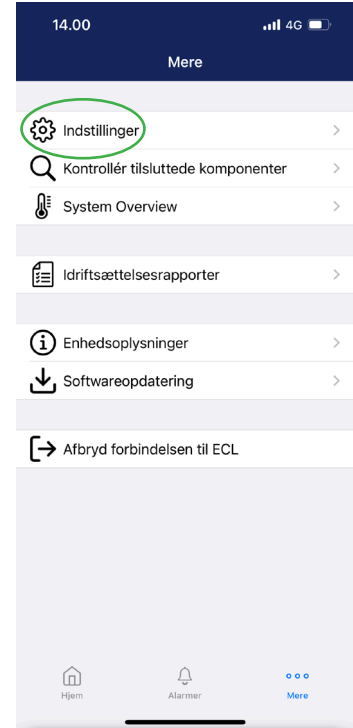 14.00 4G
Mere
Indstillinger
Kontrollér tilsluttede komponenter
System Overview
Idriftsættelsesrapporter
Enhedsoplysninger
Softwareopdatering
Afbryd forbindelsen til ECL
Hjem Alarmer Mere